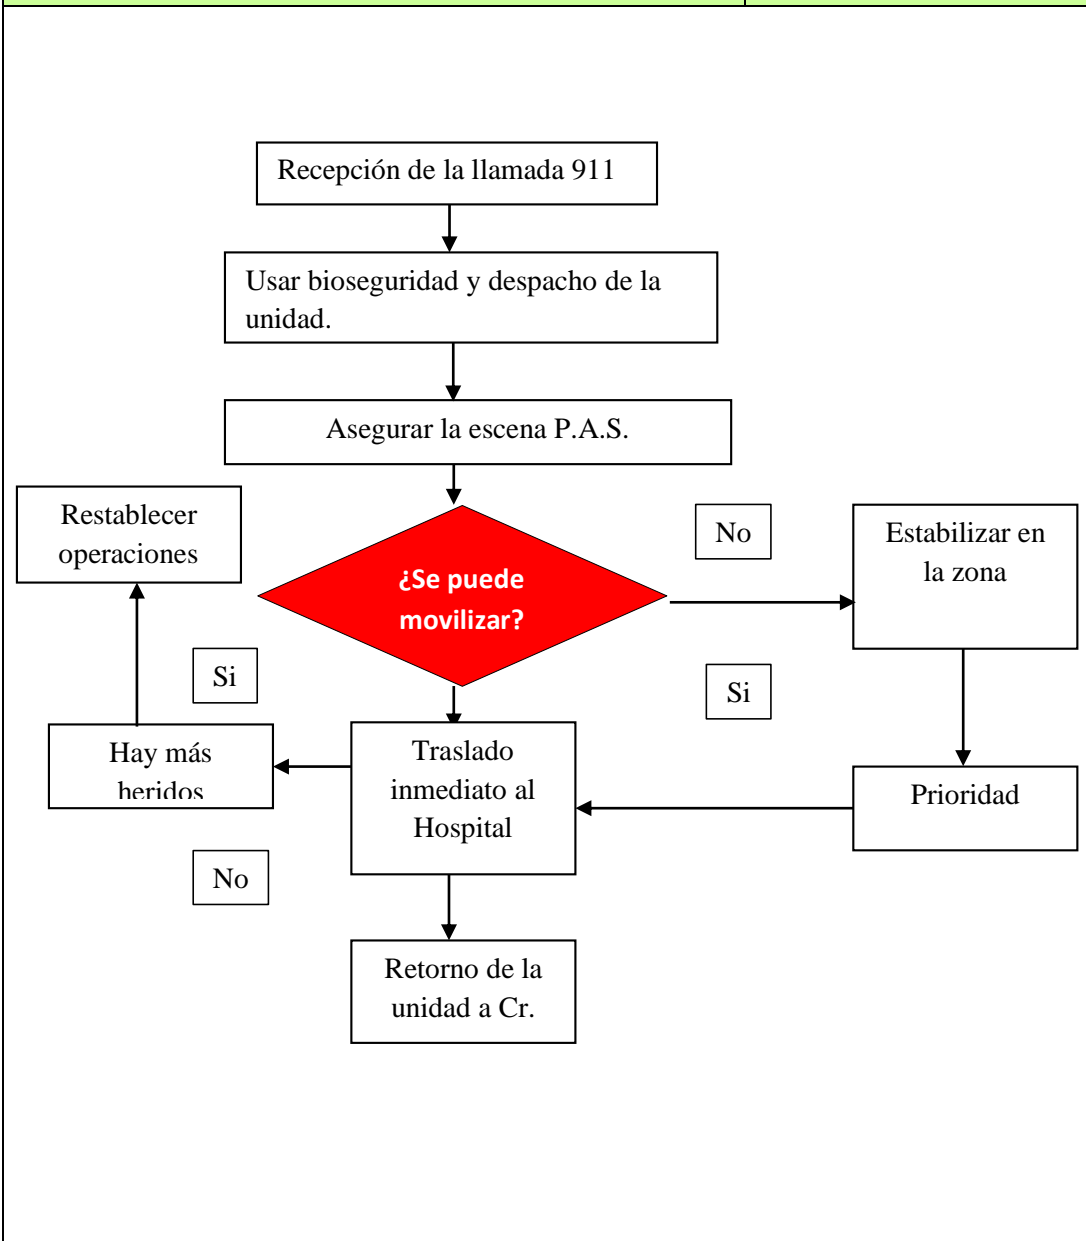 Recepción de la llamada 911
Usar bioseguridad y despacho de la
unidad.
Asegurar la escena P.A.S.
Restablecer
operaciones
¿Se puede
movilizar?
No
Estabilizar en
la zona
Si
Si
Hay más
heridos
Traslado
inmediato al
Hospital
Prioridad
No
Retorno de la
unidad a Cr.